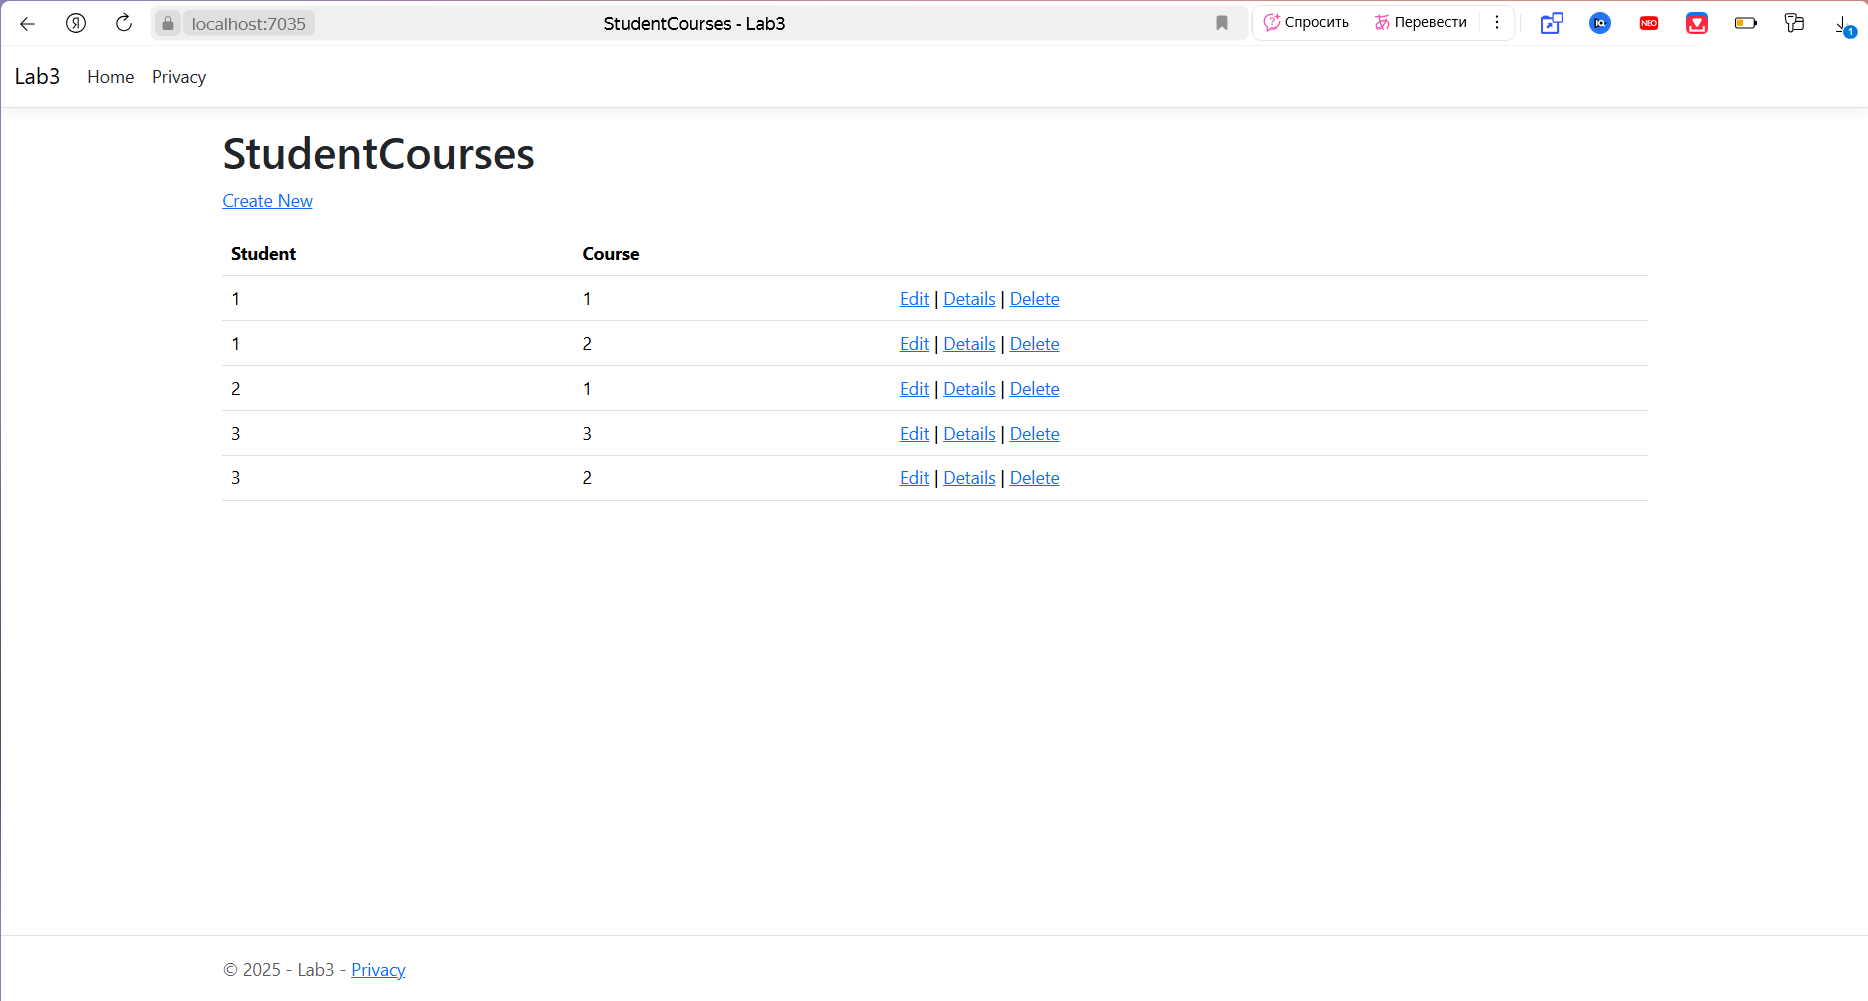 Я localhost:7035 StudentCourses - Lab3 Спросить Перевести NEO 1
Lab3 Home Privacy
StudentCourses
Create New
Student Course
1 1 Edit | Details | Delete
1 2 Edit | Details | Delete
2 1 Edit | Details | Delete
3 3 Edit | Details | Delete
3 2 Edit | Details | Delete
© 2025 - Lab3 - Privacy